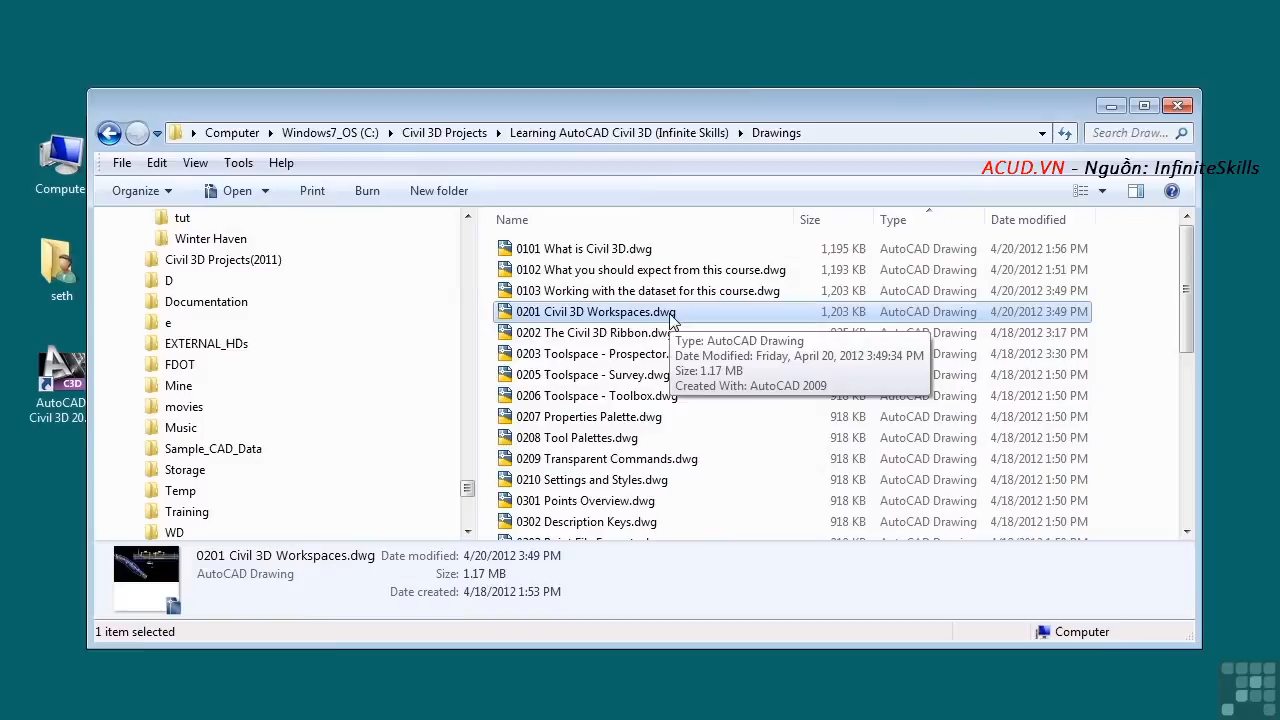 Computer
Windows7_OS (C:)
Civil 3D Projects
Learning AutoCAD Civil 3D (Infinite Skills)
Drawings
Search Draw...
File
Edit
View
Tools
Help
ACUD.VN - Nguồn: InfiniteSkills
Organize
Open
Print
Burn
New folder
Compute
seth
C3D
AutoCAD
Civil 3D 20.
tut
Winter Haven
Civil 3D Projects(2011)
D
Documentation
e
EXTERNAL_HDs
FDOT
Mine
movies
Music
Sample_CAD_Data
Storage
Temp
Training
WD
Name Size Type Date modified
0101 What is Civil 3D.dwg 1,195 KB AutoCAD Drawing 4/20/2012 1:56 PM
0102 What you should expect from this course.dwg 1,193 KB AutoCAD Drawing 4/20/2012 1:51 PM
0103 Working with the dataset for this course.dwg 1,203 KB AutoCAD Drawing 4/20/2012 3:49 PM
0201 Civil 3D Workspaces.dwg 1,203 KB AutoCAD Drawing 4/20/2012 3:49 PM
0202 The Civil 3D Ribbon.dw AutoCAD Drawing 4/18/2012 3:17 PM
0203 Toolspace - Prospector. 4/18/2012 3:30 PM
0205 Toolspace - Survey.dwg 4/18/2012 1:50 PM
0206 Toolspace - Toolbox.dwg 918 KB AutoCAD Drawing 4/18/2012 1:50 PM
0207 Properties Palette.dwg 918 KB AutoCAD Drawing 4/18/2012 1:50 PM
0208 Tool Palettes.dwg 918 KB AutoCAD Drawing 4/18/2012 1:50 PM
0209 Transparent Commands.dwg 918 KB AutoCAD Drawing 4/18/2012 1:50 PM
0210 Settings and Styles.dwg 918 KB AutoCAD Drawing 4/18/2012 1:50 PM
0301 Points Overview.dwg 918 KB AutoCAD Drawing 4/18/2012 1:50 PM
0302 Description Keys.dwg 918 KB AutoCAD Drawing 4/18/2012 1:50 PM
Type: AutoCAD Drawing
Date Modified: Friday, April 20, 2012 3:49:34 PM
Size: 1.17 MB
Created With: AutoCAD 2009
0201 Civil 3D Workspaces.dwg Date modified: 4/20/2012 3:49 PM
AutoCAD Drawing Size: 1.17 MB
Date created: 4/18/2012 1:53 PM
1 item selected
Computer